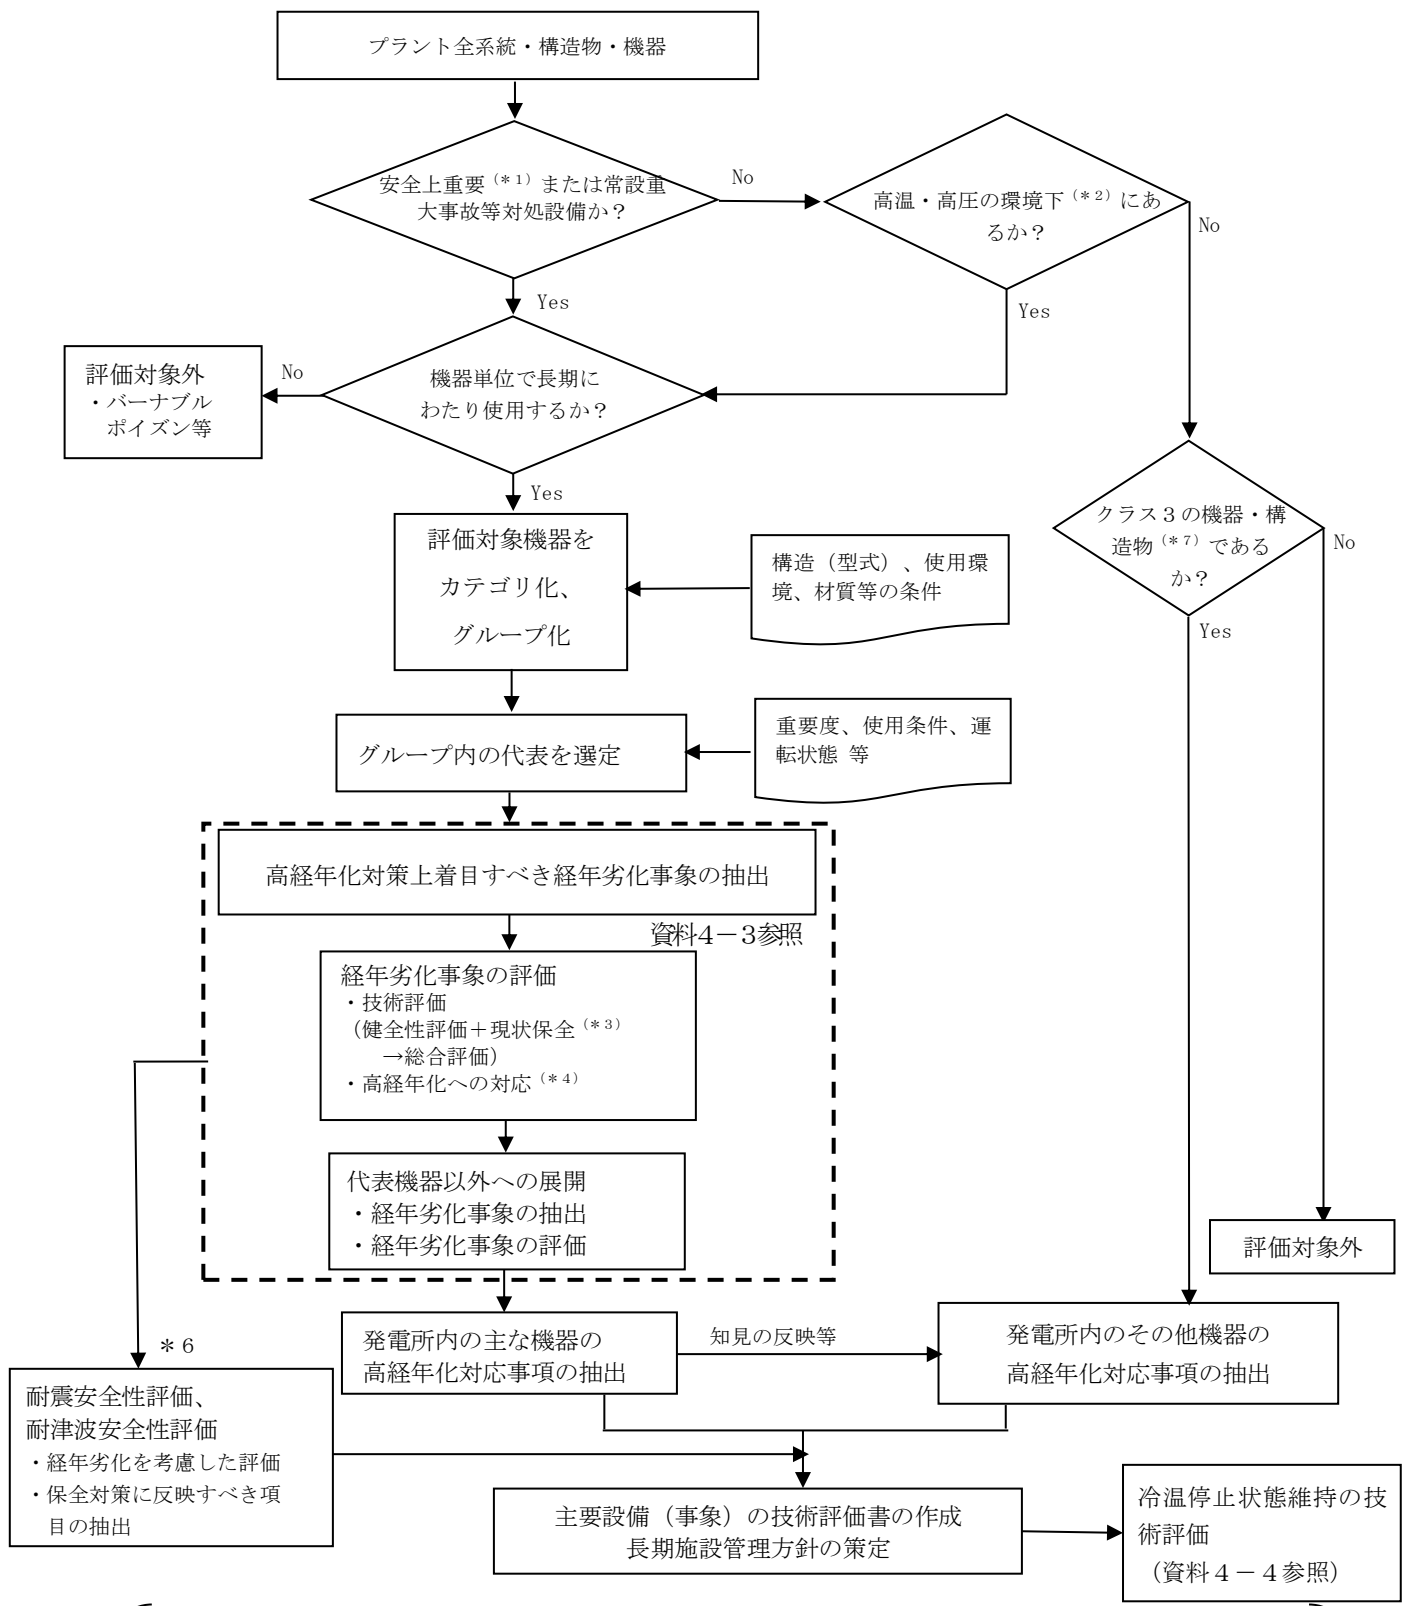 プラント全系統・構造物・機器
安全上重要(*1)または常設重
大事故等対処設備か？
No
高温・高圧の環境下(*2)にあ
るか？
No
Yes
Yes
機器単位で長期に
わたり使用するか？
No
評価対象外
・バーナブル
ポイズン等
Yes
評価対象機器を
カテゴリ化、
グループ化
構造（型式）、使用環
境、材質等の条件
クラス３の機器・構
造物(*7)である
か？
No
Yes
グループ内の代表を選定
重要度、使用条件、運
転状態 等
高経年化対策上着目すべき経年劣化事象の抽出
資料４－３参照
経年劣化事象の評価
・技術評価
（健全性評価＋現状保全(*3)
→総合評価）
・高経年化への対応(*4)
代表機器以外への展開
・経年劣化事象の抽出
・経年劣化事象の評価
評価対象外
発電所内の主な機器の
高経年化対応事項の抽出
知見の反映等
発電所内のその他機器の
高経年化対応事項の抽出
＊６
耐震安全性評価、
耐津波安全性評価
・経年劣化を考慮した評価
・保全対策に反映すべき項
目の抽出
主要設備（事象）の技術評価書の作成
長期施設管理方針の策定
冷温停止状態維持の技
術評価
（資料４－４参照）